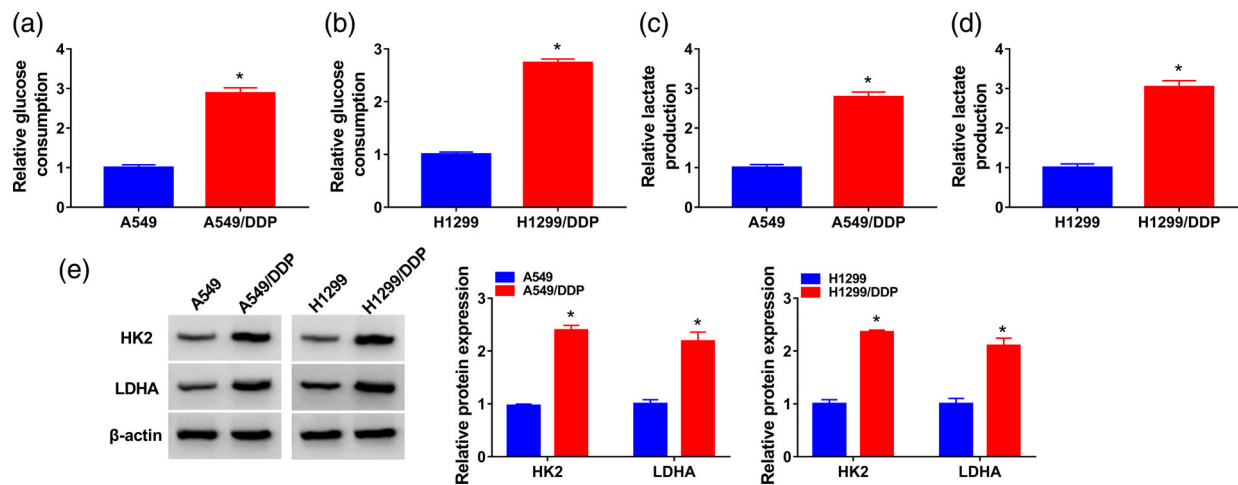 (a)
Relative glucose
consumption
4
3
2
1
0
*
A549
A549/DDP
(b)
Relative glucose
consumption
3
2
1
0
*
H1299
H1299/DDP
(c)
Relative lactate
production
4
3
2
1
0
*
A549
A549/DDP
(d)
Relative lactate
production
4
3
2
1
0
*
H1299
H1299/DDP
(e)
A549
A549/DDP
H1299
H1299/DDP
HK2
LDHA
β-actin
A549
A549/DDP
Relative protein expression
3
2
1
0
*
*
HK2
LDHA
H1299
H1299/DDP
Relative protein expression
3
2
1
0
*
*
HK2
LDHA